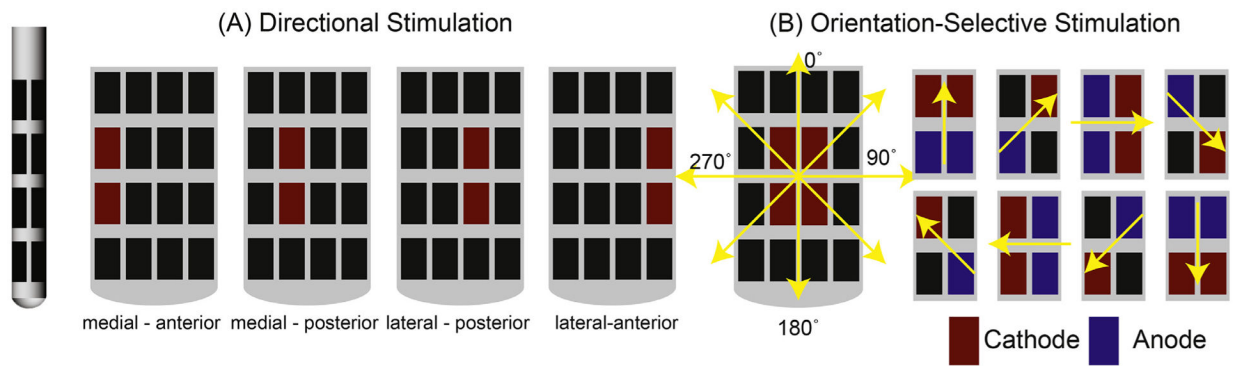 (A) Directional Stimulation
(B) Orientation-Selective Stimulation
0°
270°
90°
180°
medial - anterior
medial - posterior
lateral - posterior
lateral-anterior
Cathode
Anode